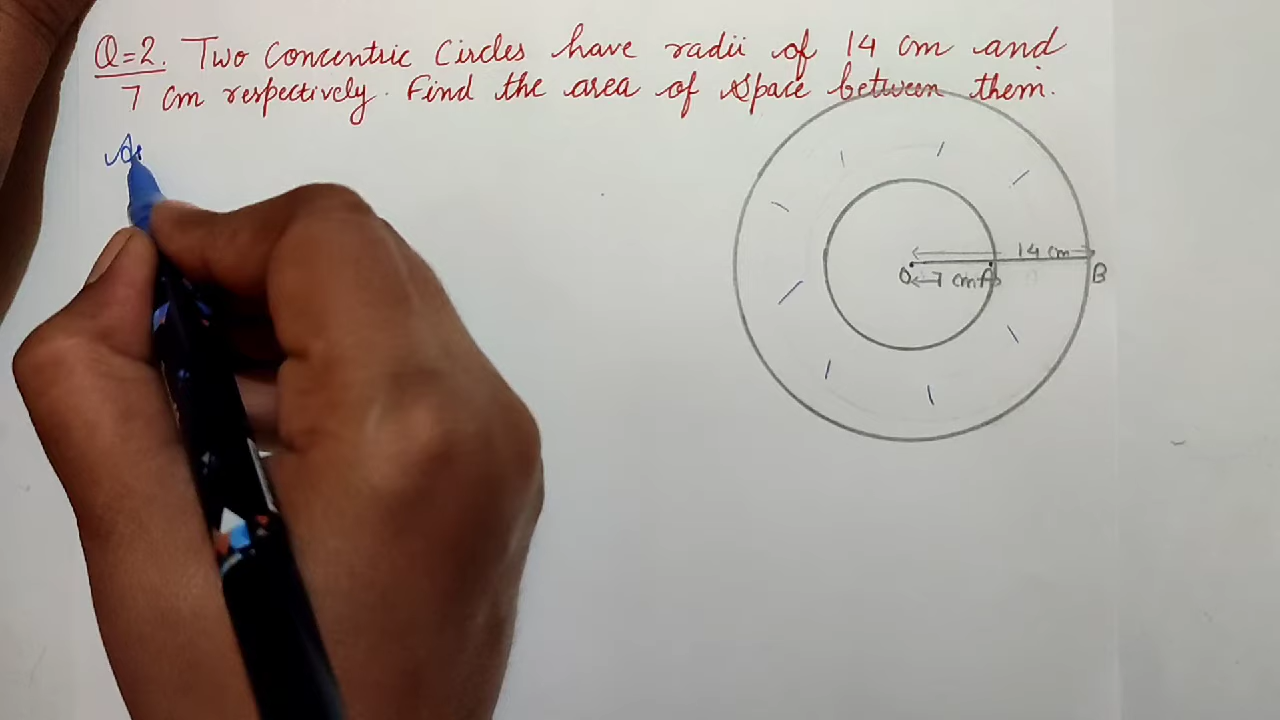 Q=2. Two Concentric Circles have radii of 14 cm and
7 cm respectively. Find the area of space between them.
14 cm
O 7 cm A B